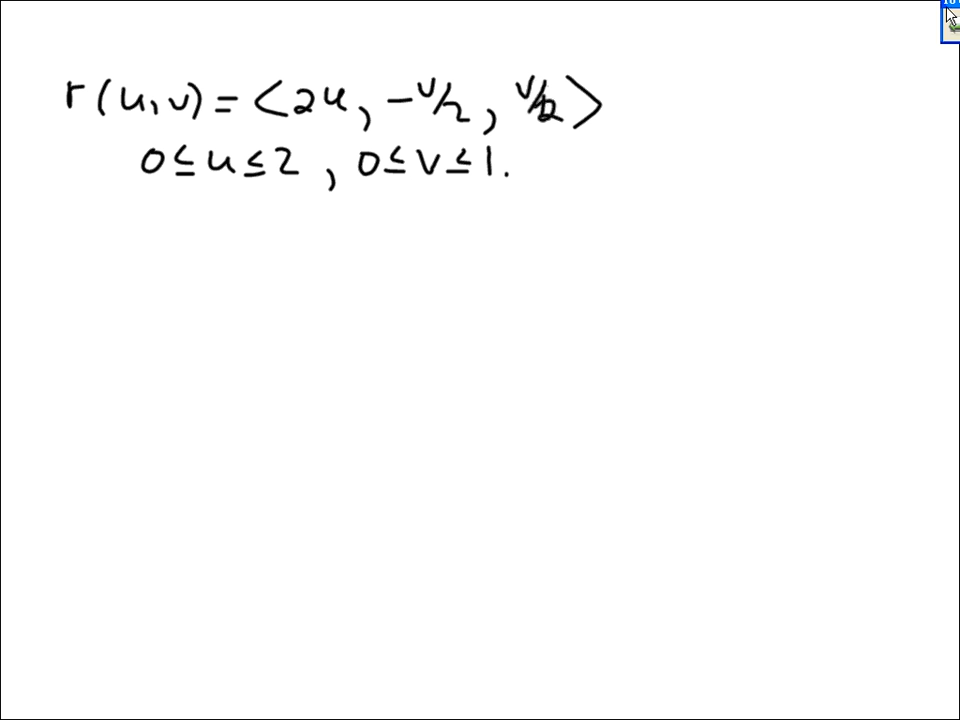 r(u,v) = <2u, -v/2, v/2>
0 ≤ u ≤ 2, 0 ≤ v ≤ 1.